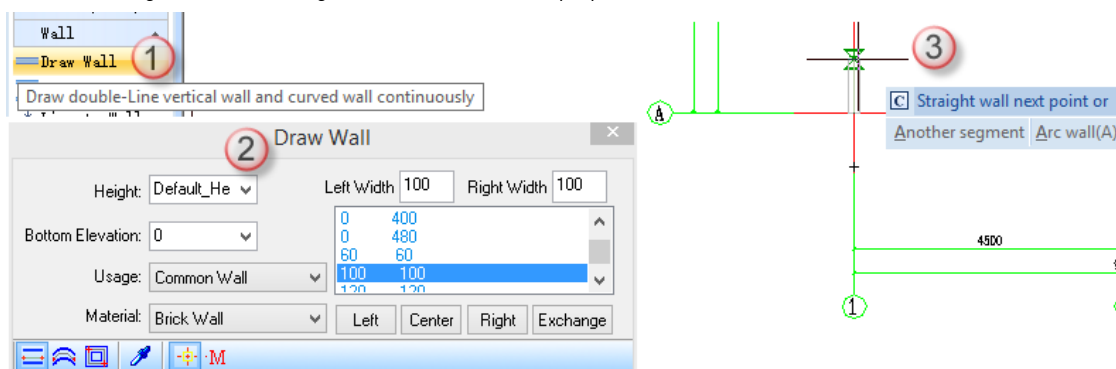 Wall
1
Draw Wall
Draw double-Line vertical wall and curved wall continuously
2
Draw Wall
Height: Default_He
Left Width 100 Right Width 100
Bottom Elevation: 0
0 400
0 480
60 60
100 100
120 120
Usage: Common Wall
Material: Brick Wall
Left Center Right Exchange
·M
3
C Straight wall next point or
Another segment Arc wall(A)
A
4500
1